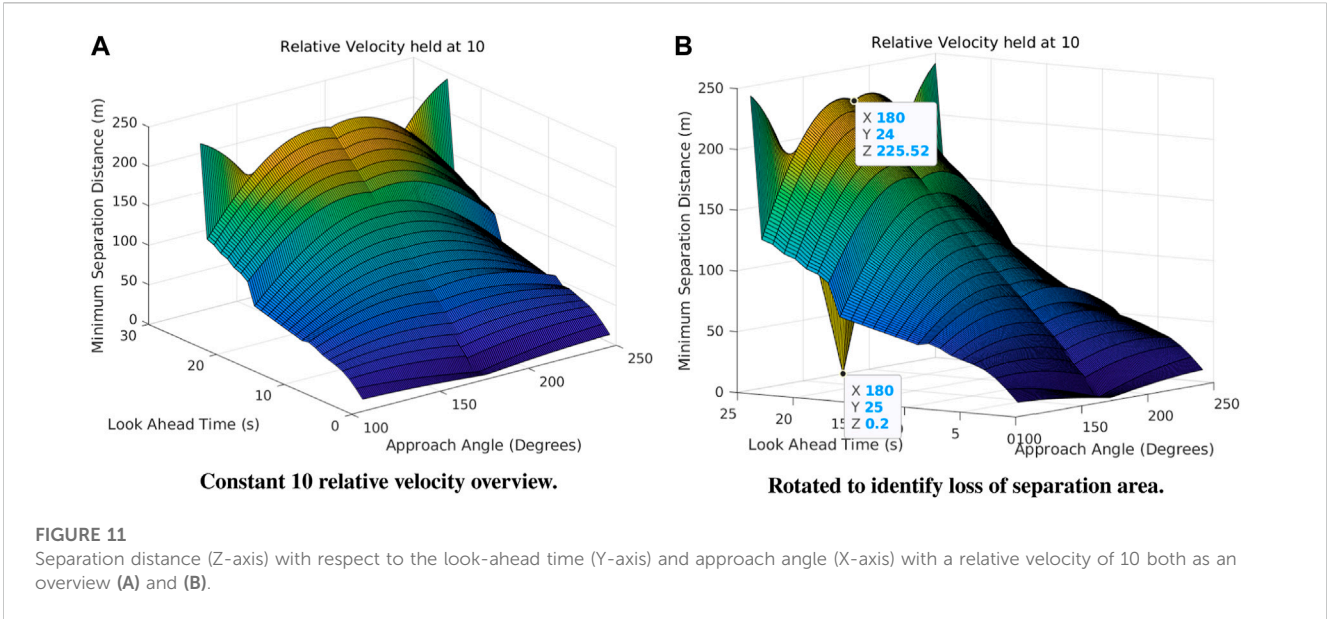 A
Relative Velocity held at 10
Minimum Separation Distance (m)
250
200
150
100
50
0
30
20
10
0
Look Ahead Time (s)
100
150
200
250
Approach Angle (Degrees)
Constant 10 relative velocity overview.
B
Relative Velocity held at 10
Minimum Separation Distance (m)
250
200
150
100
50
0
X 180
Y 24
Z 225.52
X 180
Y 25
Z 0.2
25
20
5
0
Look Ahead Time (s)
100
150
200
250
Approach Angle (Degrees)
Rotated to identify loss of separation area.
FIGURE 11
Separation distance (Z-axis) with respect to the look-ahead time (Y-axis) and approach angle (X-axis) with a relative velocity of 10 both as an
overview (A) and (B).